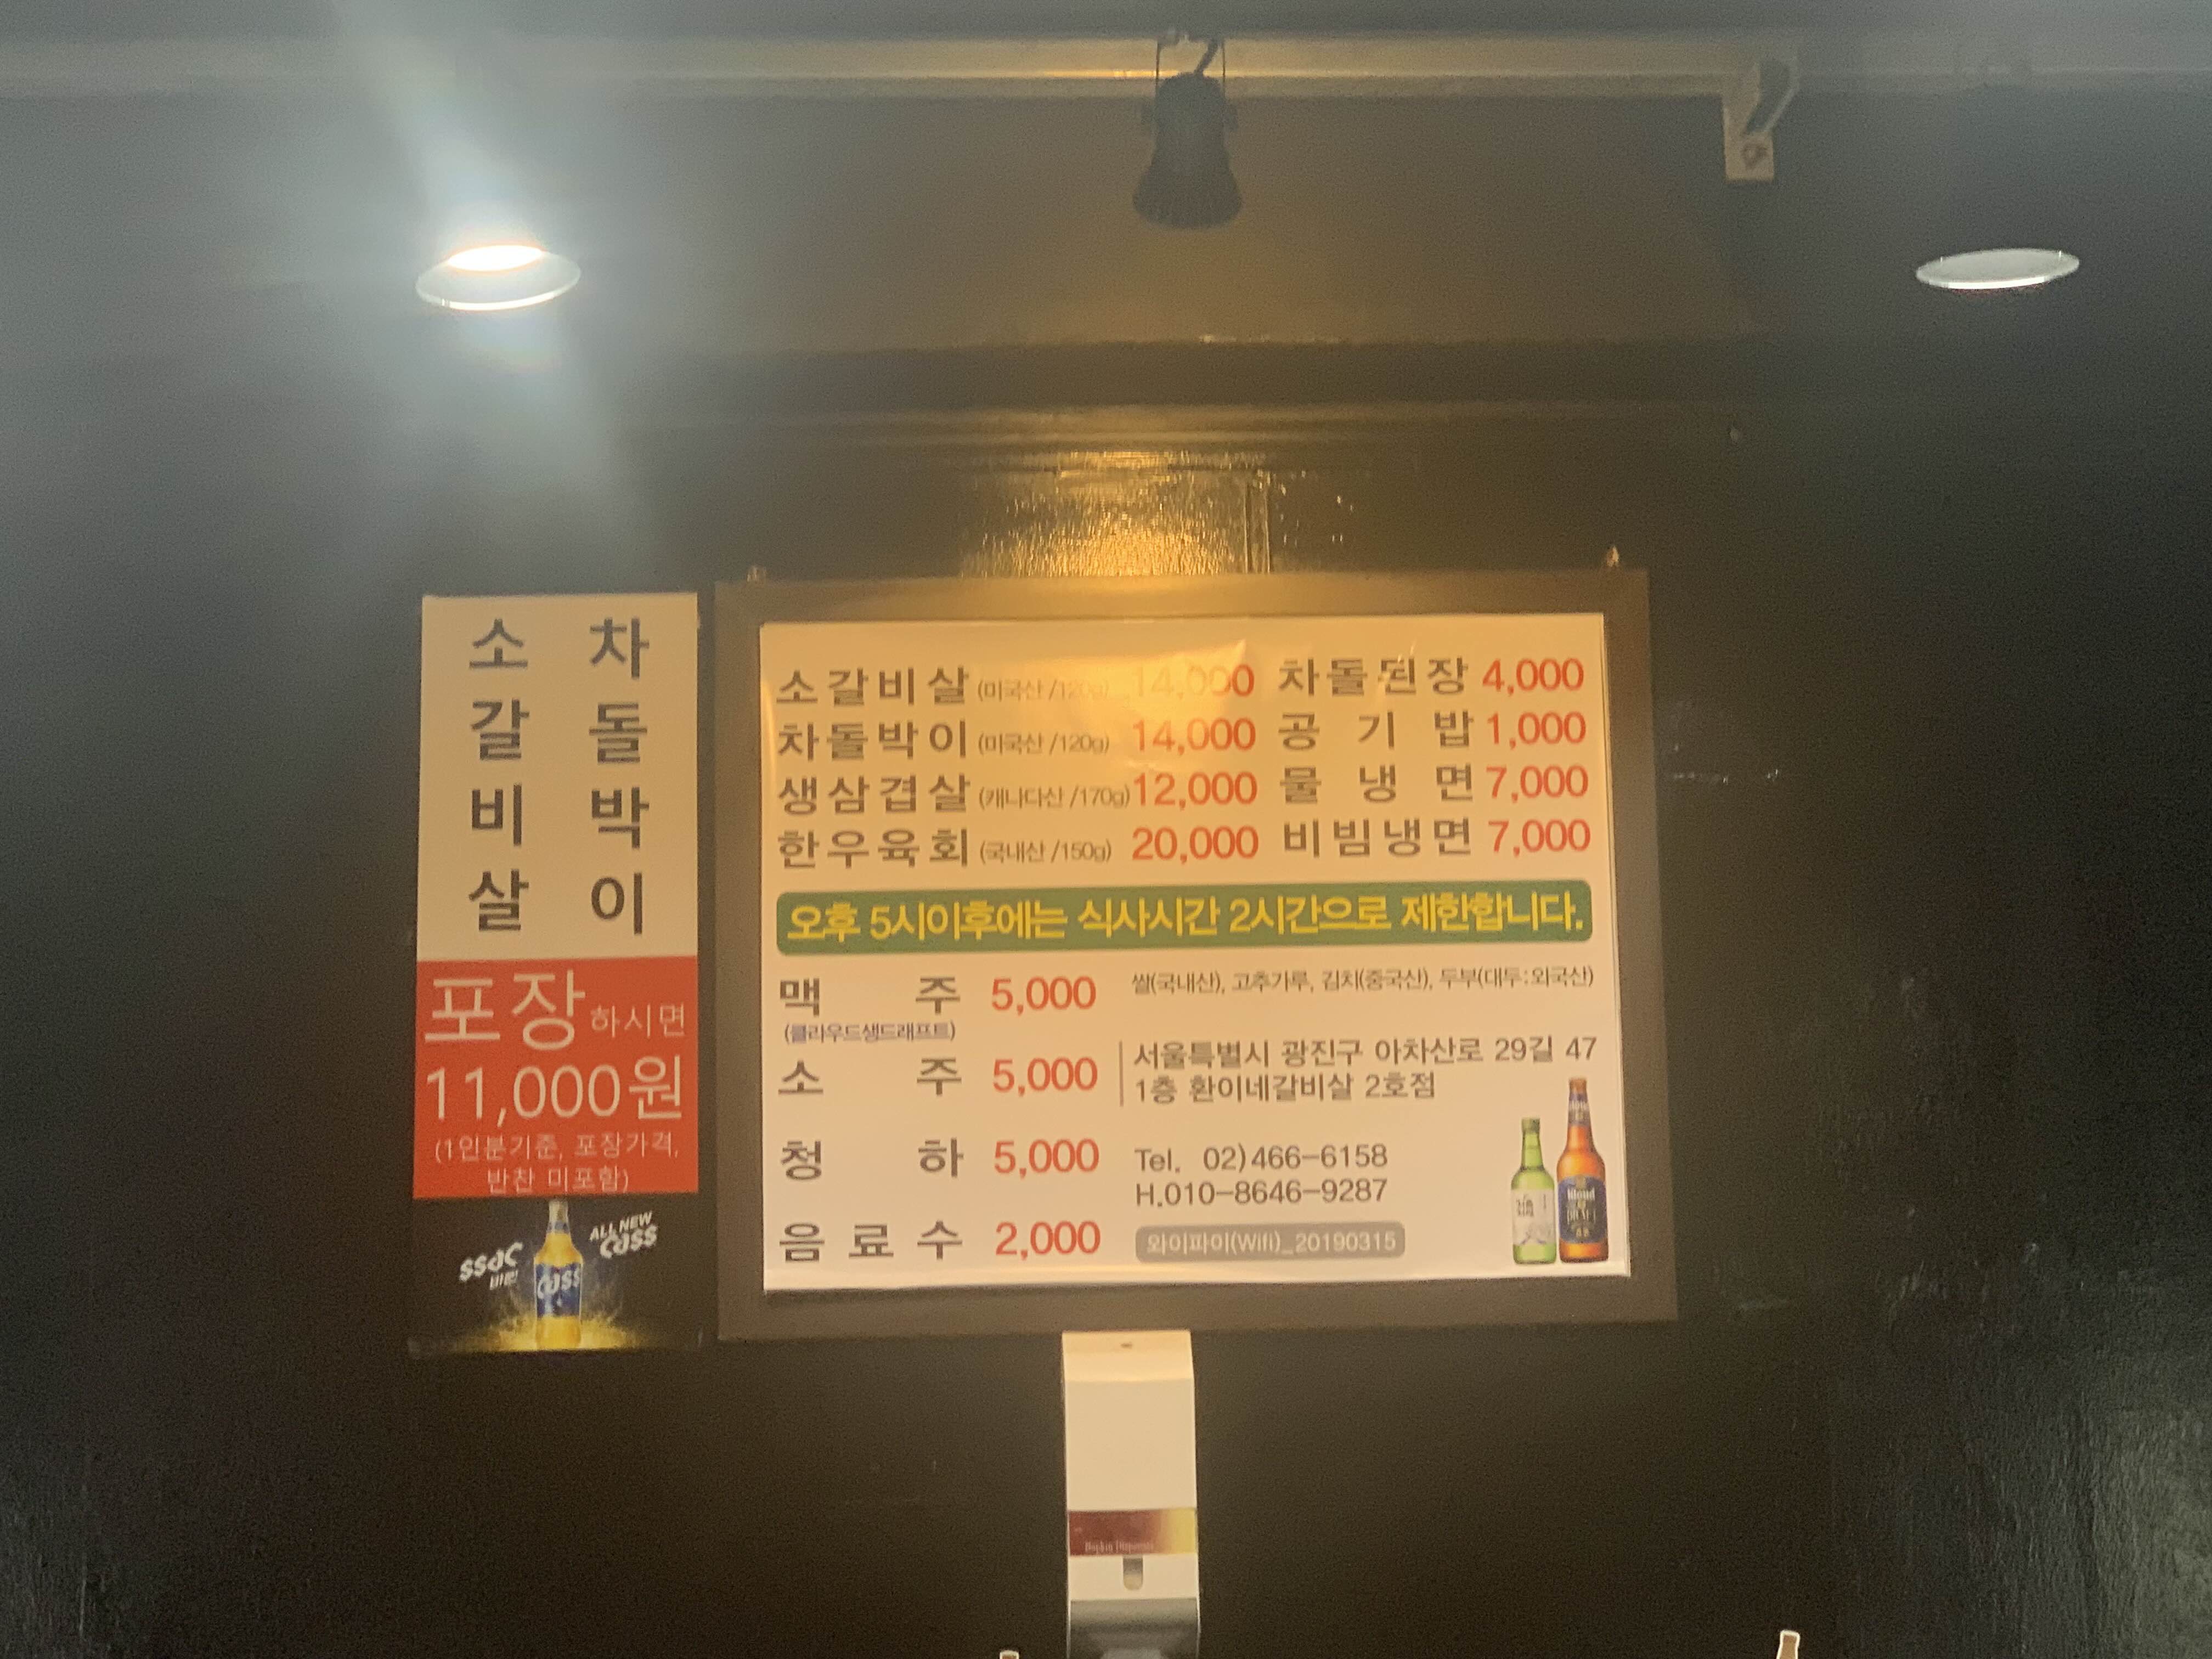 소갈비살
차돌박이
포장하시면
11,000원
(1인분기준, 포장가격,
반찬 미포함)
ssac
ALL NEW
cass
cass
소갈비살 (미국산 /120g) 14,000
차돌박이 (미국산 /120g) 14,000
생삼겹살 (캐나다산 /170g) 12,000
한우육회 (국내산 /150g) 20,000
차돌된장 4,000
공기밥 1,000
물냉면 7,000
비빔냉면 7,000
오후 5시이후에는 식사시간 2시간으로 제한합니다.
맥주 5,000
(클라우드생드래프트)
소주 5,000
청하 5,000
음료수 2,000
쌀(국내산), 고추가루, 김치(중국산), 두부(대두:외국산)
서울특별시 광진구 아차산로 29길 47
1층 환이네갈비살 2호점
Tel. 02)466-6158
H.010-8646-9287
와이파이(Wifi)_20190315